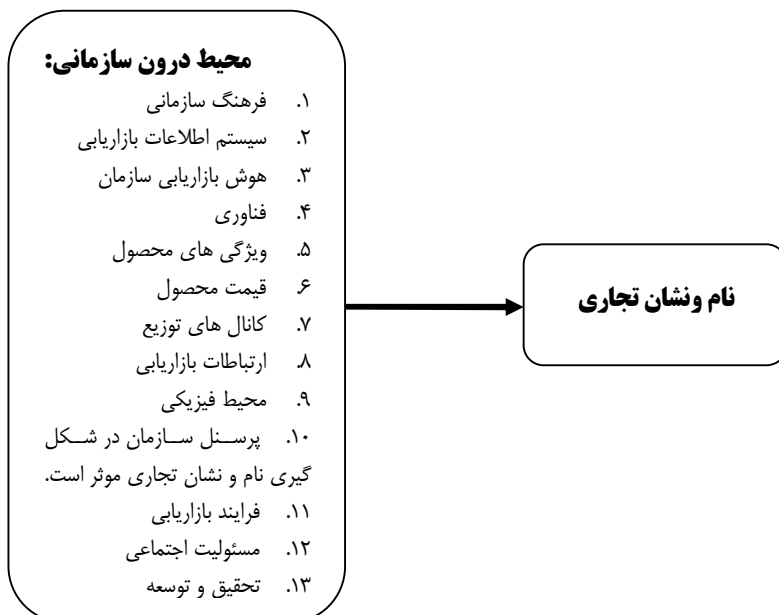 محیط درون سازمانی:
۱. فرهنگ سازمانی
۲. سیستم اطلاعات بازاریابی
۳. هوش بازاریابی سازمان
۴. فناوری
۵. ویژگی های محصول
۶. قیمت محصول
۷. کانال های توزیع
۸. ارتباطات بازاریابی
۹. محیط فیزیکی
۱۰. پرسنل سازمان در شکل
گیری نام و نشان تجاری موثر است.
۱۱. فرایند بازاریابی
۱۲. مسئولیت اجتماعی
۱۳. تحقیق و توسعه
نام ونشان تجاری